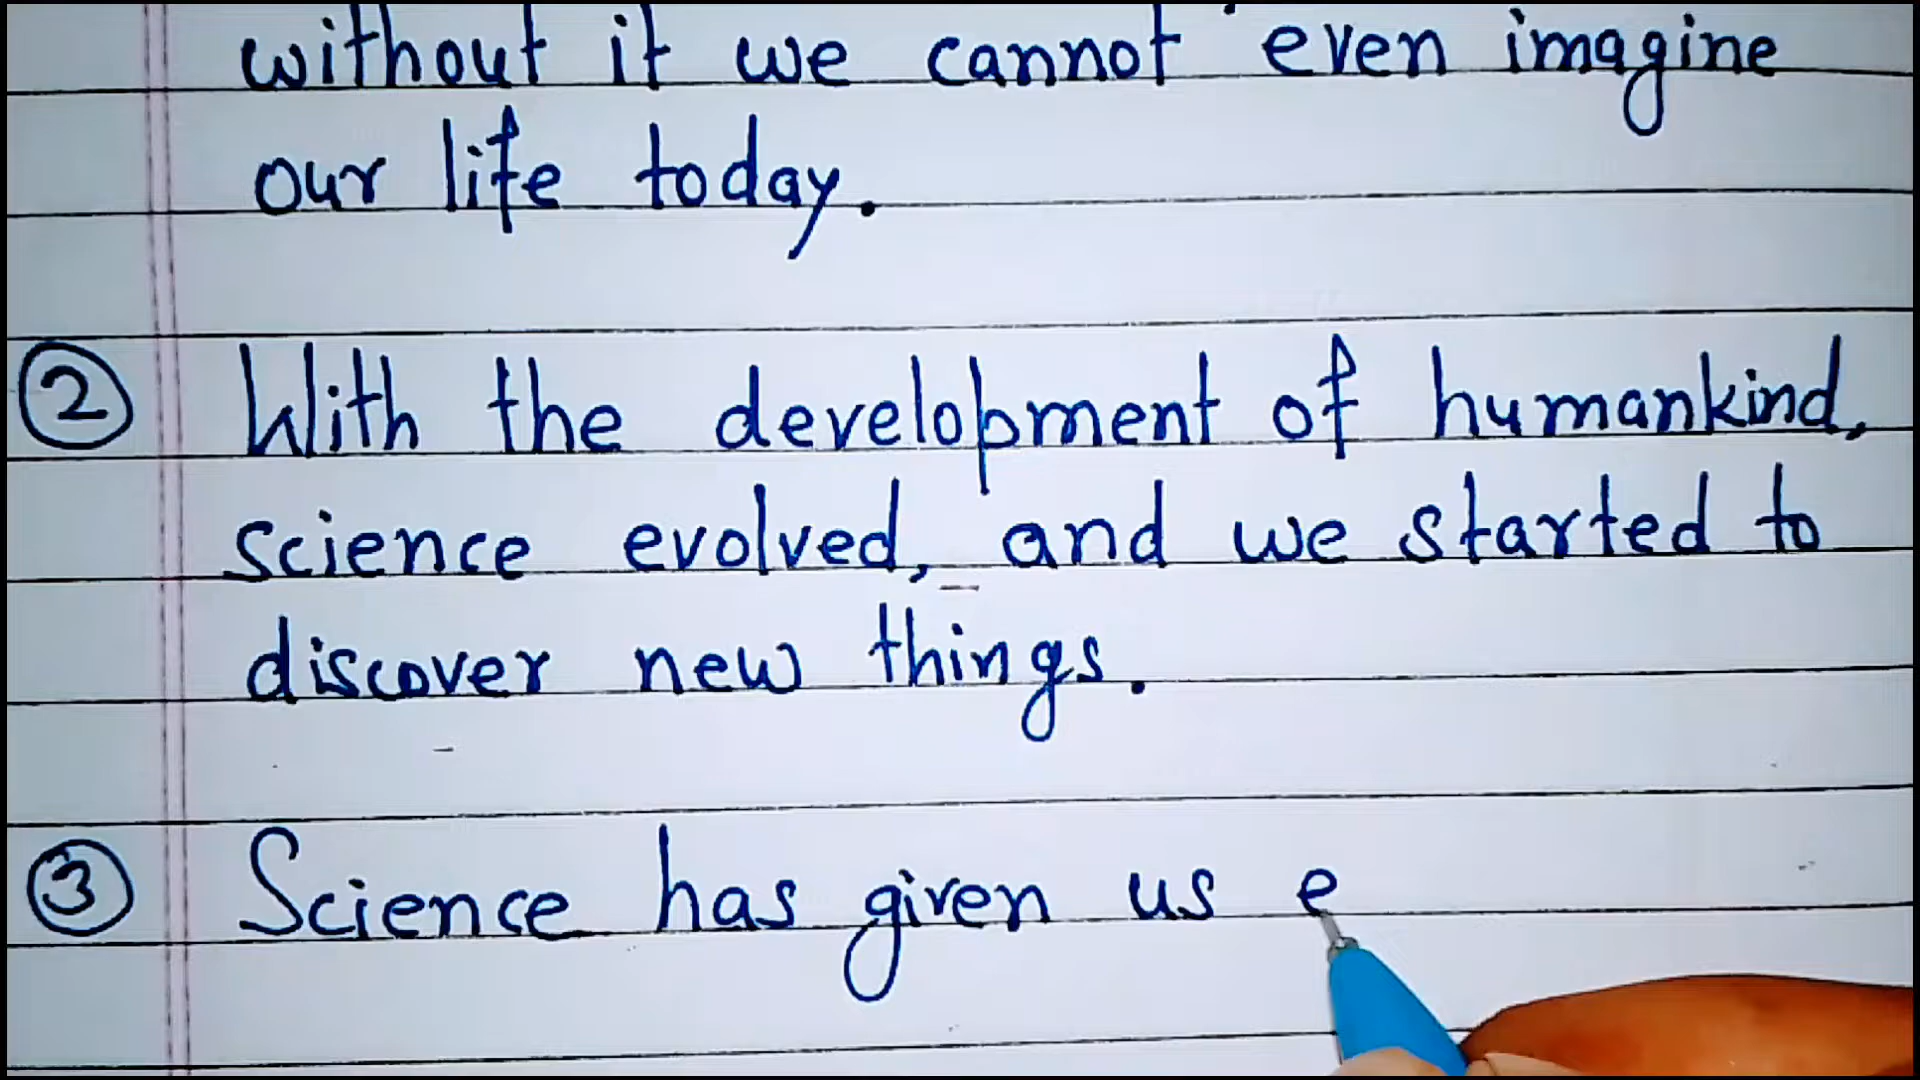 without it we cannot even imagine
our life today.
② With the development of humankind,
science evolved, and we started to
discover new things.
③ Science has given us e